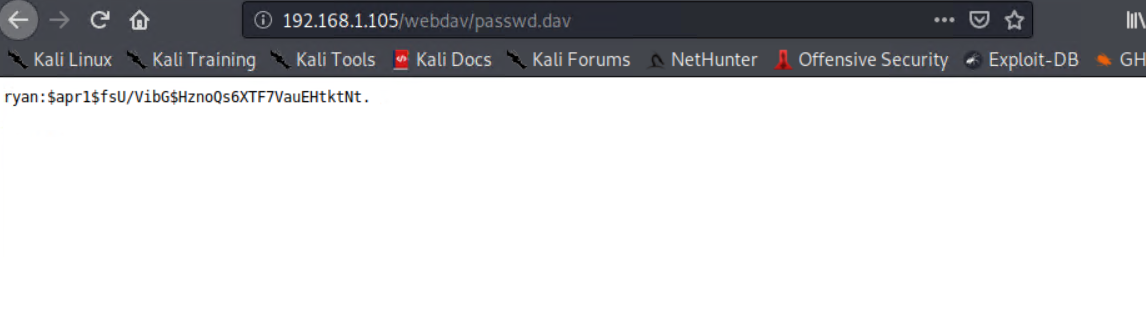 192.168.1.105/webdav/passwd.dav
Kali Linux Kali Training Kali Tools Kali Docs Kali Forums NetHunter Offensive Security Exploit-DB GH
ryan:$apr1$fsU/VibG$HznoQs6XTF7VauEHtktNt.